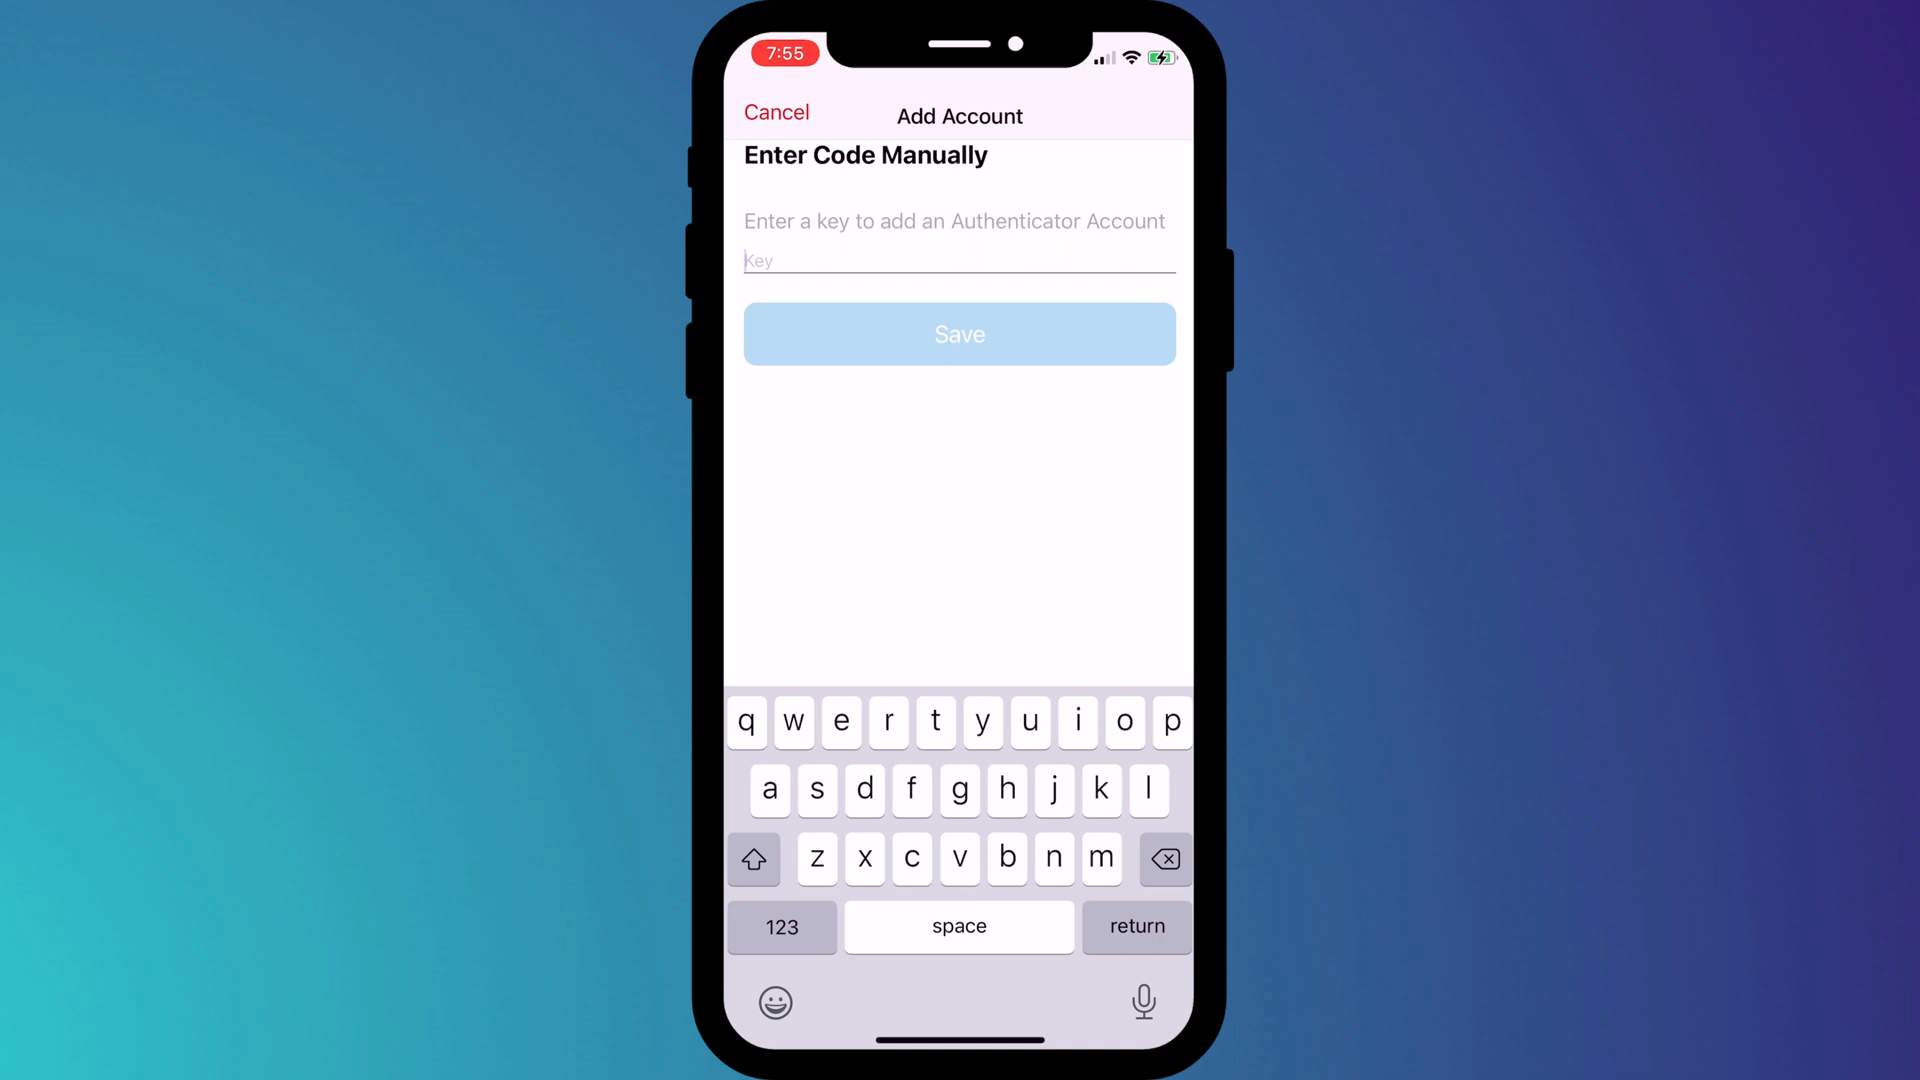 7:55
Cancel
Add Account
Enter Code Manually
Enter a key to add an Authenticator Account
Key
Save
q w e r t y u i o p
a s d f g h j k l
z x c v b n m
123 space return